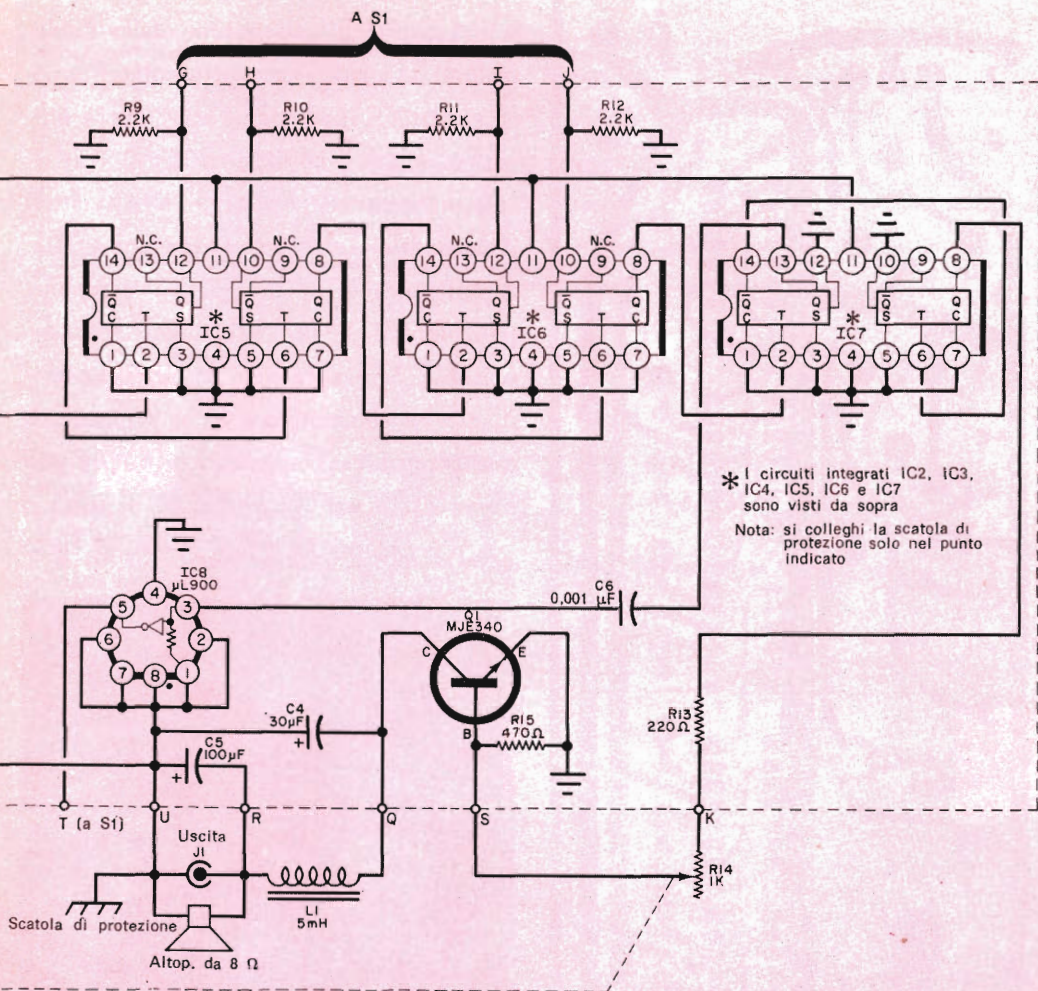 A S1
G H I J
R9
2.2K
R10
2.2K
R11
2.2K
R12
2.2K
N.C. N.C. N.C. N.C.
14 13 12 11 10 9 8
14 13 12 11 10 9 8
14 13 12 11 10 9 8
Q̅ Q Q̅ Q
C T S S T C
* IC5
Q̅ Q Q̅ Q
C T S S T C
* IC6
Q̅ Q Q̅ Q
C T S S T C
* IC7
1 2 3 4 5 6 7
1 2 3 4 5 6 7
1 2 3 4 5 6 7
* I circuiti integrati IC2, IC3,
IC4, IC5, IC6 e IC7
sono visti da sopra
Nota: si colleghi la scatola di
protezione solo nel punto
indicato
IC8
µL900
4
5 3
6 2
7 8 1
C6
0,001 µF
Q1
MJE340
C E
B
R15
470Ω
R13
220Ω
C4
30µF
+
C5
100µF
+
T (a S1) U R Q S K
Uscita
J1
L1
5mH
R14
1K
Scatola di protezione
Altop. da 8 Ω